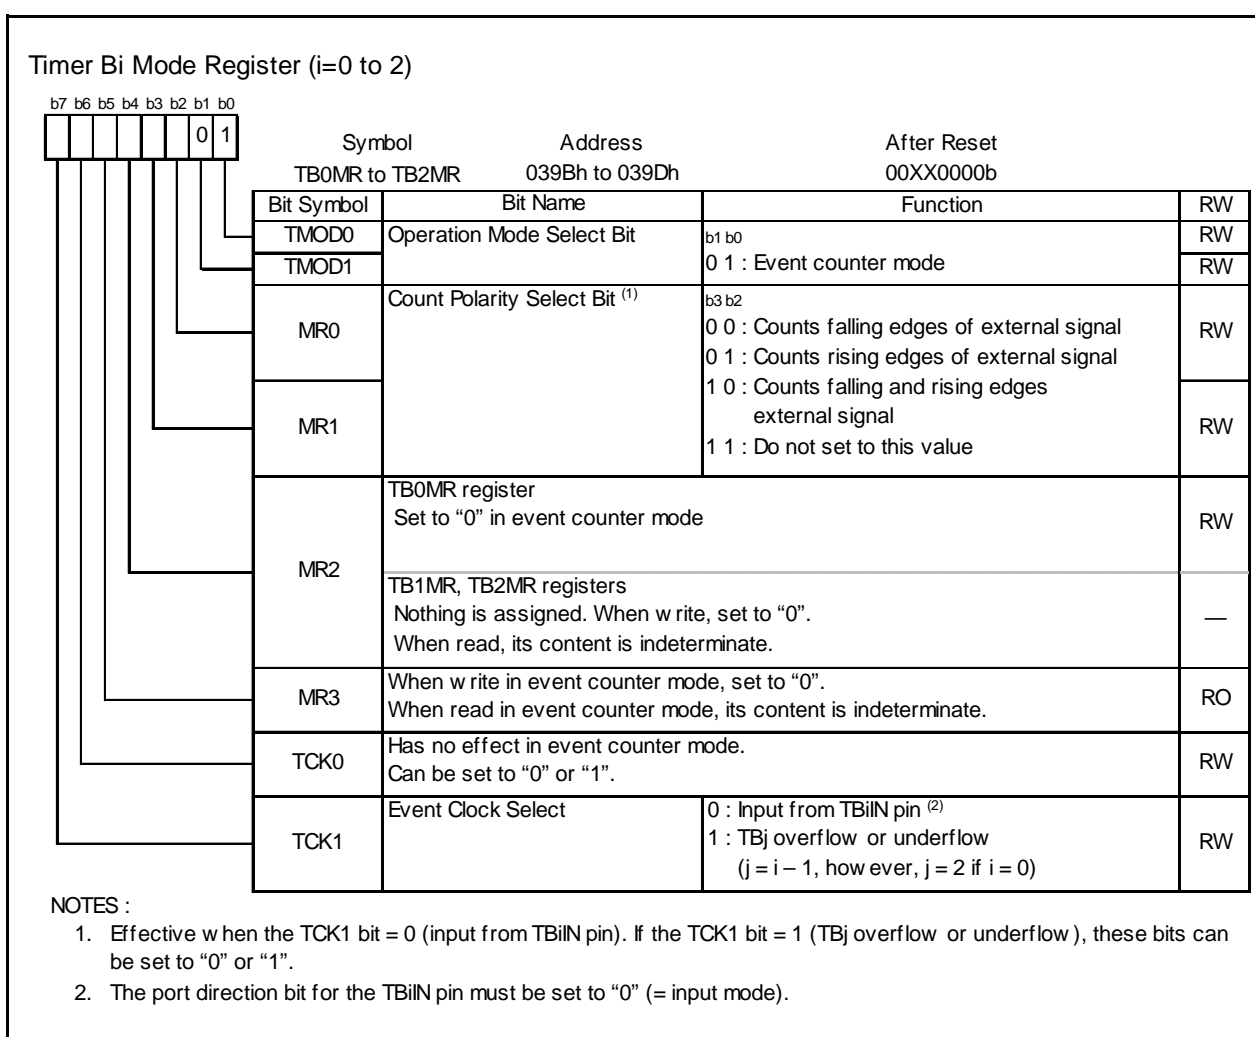 Timer Bi Mode Register (i=0 to 2)
b7 b6 b5 b4 b3 b2 b1 b0
0 1
Symbol Address After Reset
TB0MR to TB2MR 039Bh to 039Dh 00XX0000b
Bit Symbol Bit Name Function RW
TMOD0 Operation Mode Select Bit b1 b0 RW
TMOD1 0 1 : Event counter mode RW
Count Polarity Select Bit (1) b3 b2
MR0 0 0 : Counts falling edges of external signal RW
0 1 : Counts rising edges of external signal
1 0 : Counts falling and rising edges
external signal
MR1 RW
1 1 : Do not set to this value
TB0MR register
Set to “0” in event counter mode RW
MR2
TB1MR, TB2MR registers
Nothing is assigned. When write, set to “0”. —
When read, its content is indeterminate.
MR3 When write in event counter mode, set to “0”. RO
When read in event counter mode, its content is indeterminate.
TCK0 Has no effect in event counter mode. RW
Can be set to “0” or “1”.
Event Clock Select 0 : Input from TBiIN pin (2)
TCK1 1 : TBj overflow or underflow RW
(j = i – 1, however, j = 2 if i = 0)
NOTES :
1. Effective when the TCK1 bit = 0 (input from TBiIN pin). If the TCK1 bit = 1 (TBj overflow or underflow), these bits can
be set to “0” or “1”.
2. The port direction bit for the TBiIN pin must be set to “0” (= input mode).